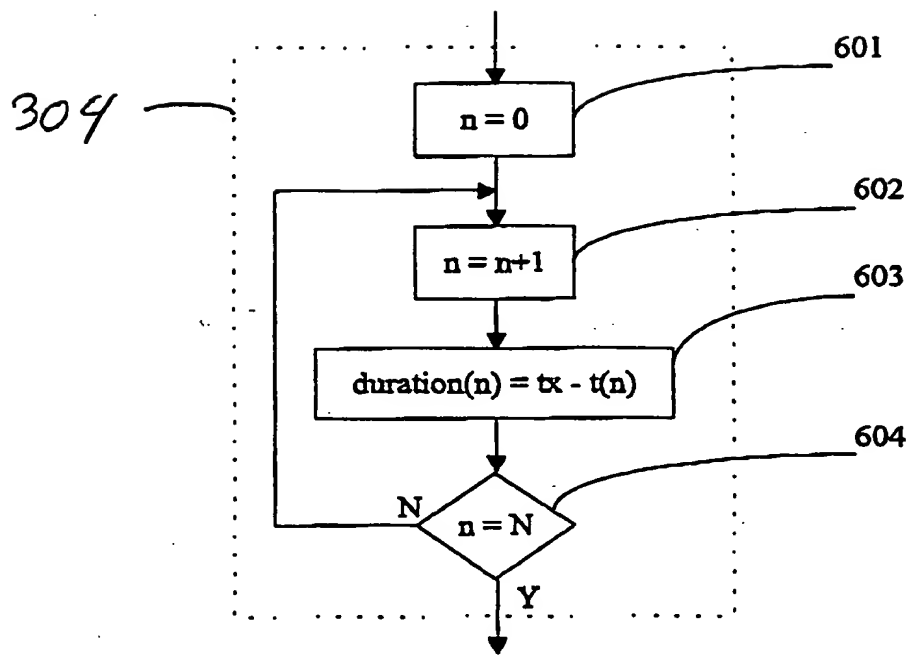 601
304
n = 0
602
n = n+1
603
duration(n) = tx - t(n)
604
N
n = N
Y